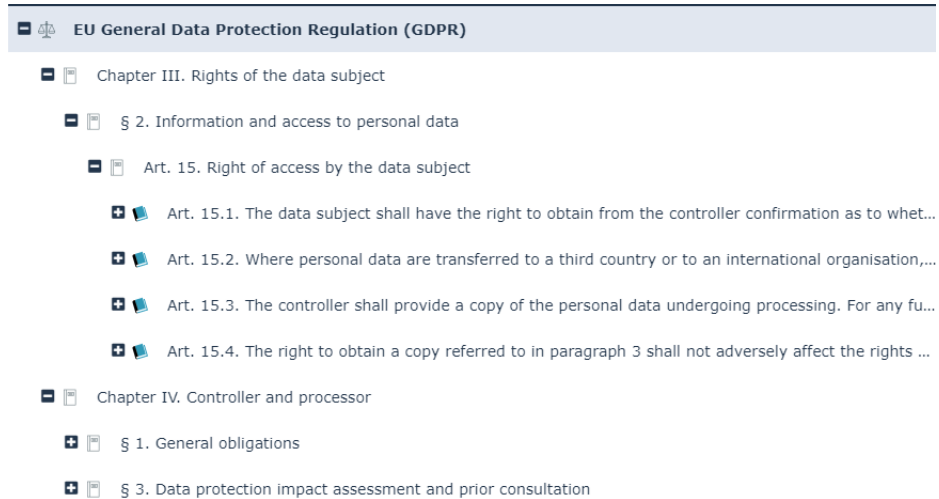 EU General Data Protection Regulation (GDPR)
Chapter III. Rights of the data subject
§ 2. Information and access to personal data
Art. 15. Right of access by the data subject
Art. 15.1. The data subject shall have the right to obtain from the controller confirmation as to whet...
Art. 15.2. Where personal data are transferred to a third country or to an international organisation,...
Art. 15.3. The controller shall provide a copy of the personal data undergoing processing. For any fu...
Art. 15.4. The right to obtain a copy referred to in paragraph 3 shall not adversely affect the rights ...
Chapter IV. Controller and processor
§ 1. General obligations
§ 3. Data protection impact assessment and prior consultation